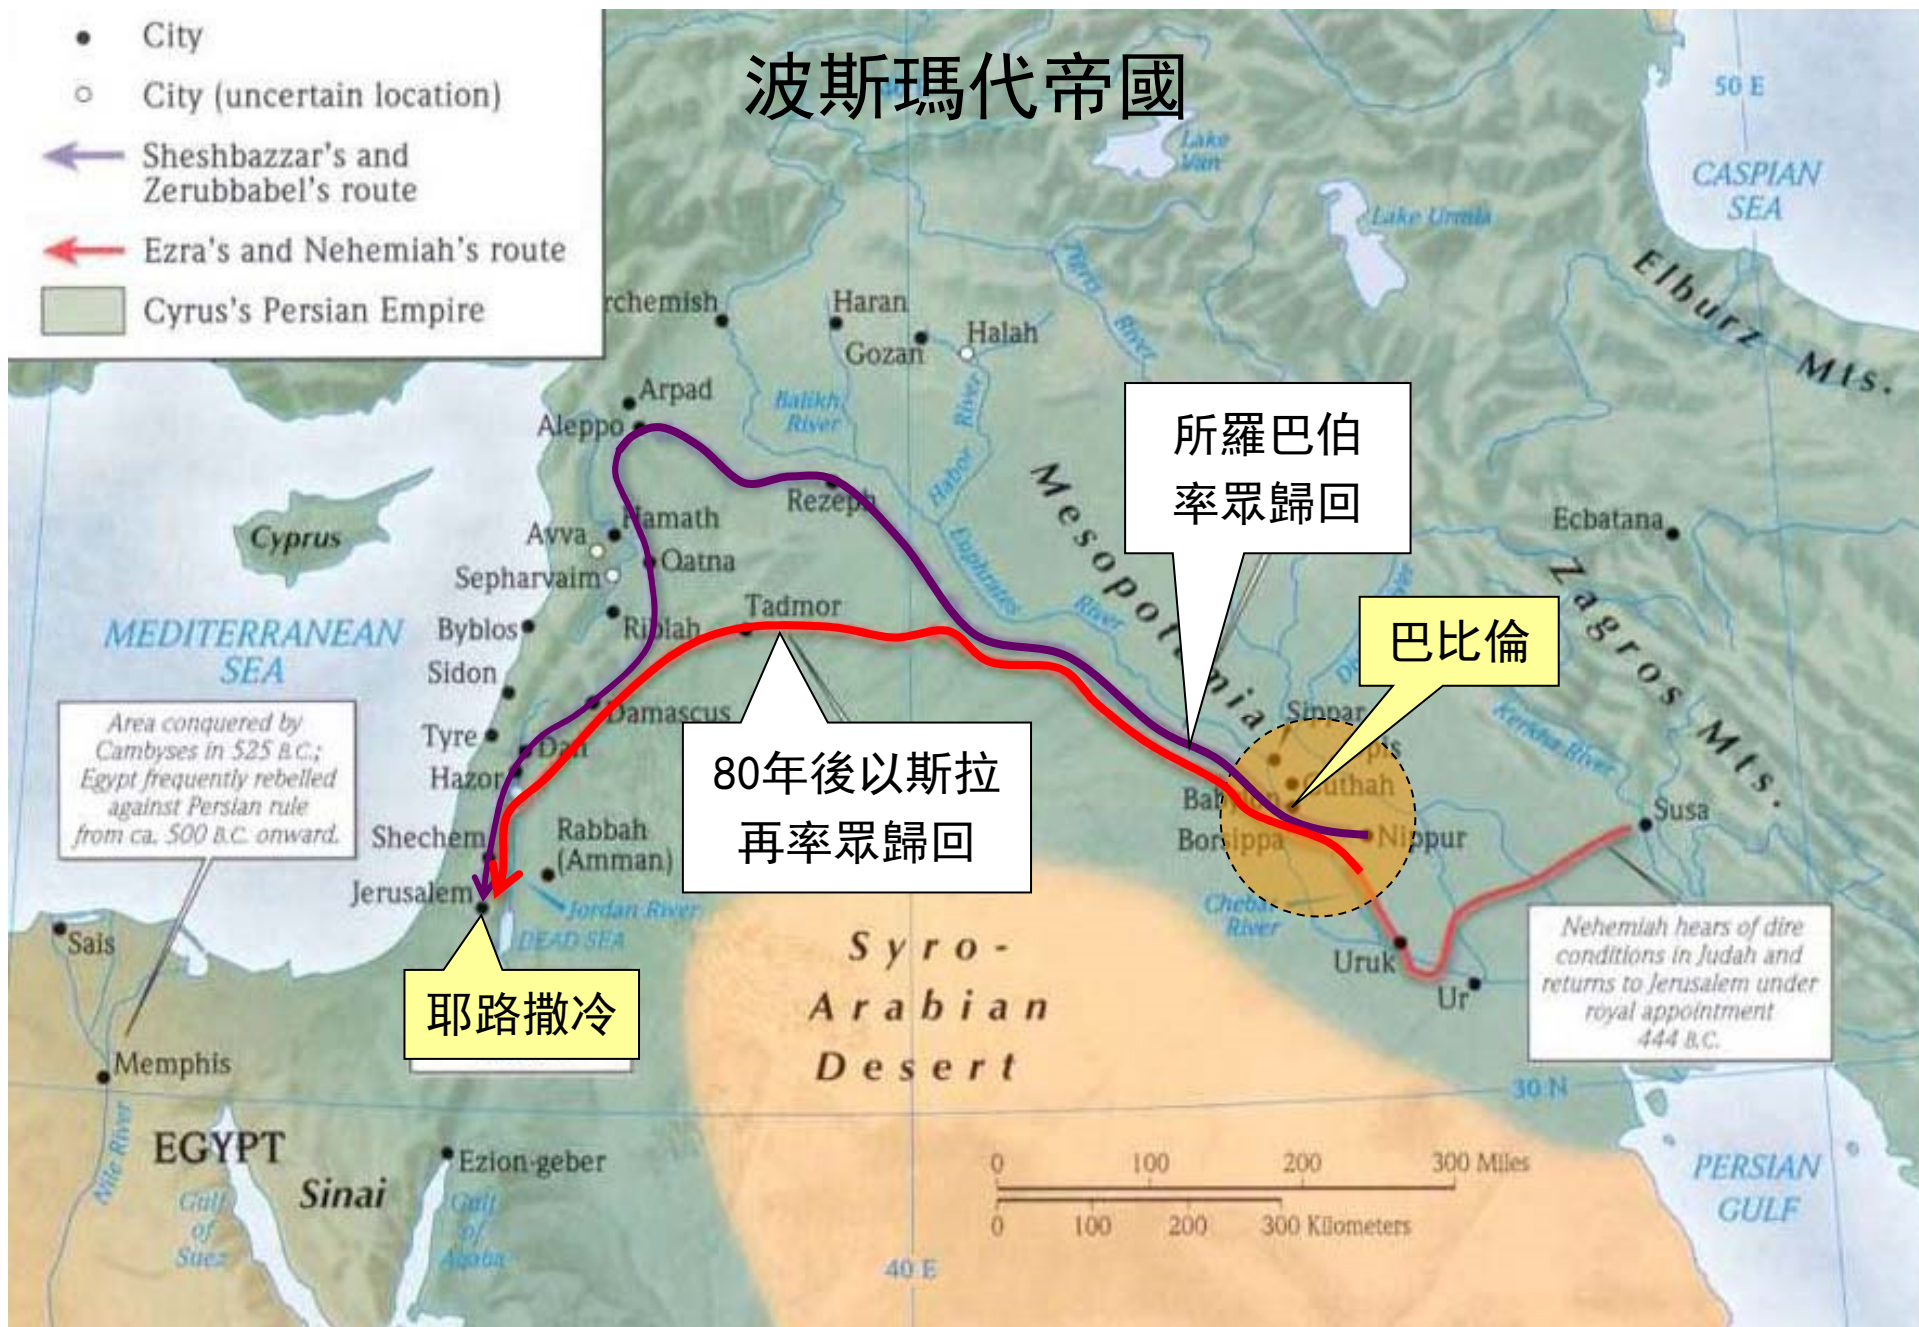 City
City (uncertain location)
Sheshbazzar's and
Zerubbabel's route
Ezra's and Nehemiah's route
Cyrus's Persian Empire
波斯瑪代帝國
50 E
Lake
Van
Lake Urmia
CASPIAN
SEA
Elburz Mts.
Tigris
River
rchemish
Haran
Gozan
Halah
Arpad
Aleppo
Balikh
River
Habor
River
所羅巴伯
率眾歸回
Rezeph
Mesopot
mia
Ecbatana
Cyprus
Hamath
Avva
Qatna
Sepharvaim
Euphrates
River
Zagros Mts.
MEDITERRANEAN
SEA
Byblos
Riblah
Tadmor
巴比倫
Sidon
Damascus
Sippar
Kerkha River
Area conquered by
Cambyses in 525 B.C.;
Egypt frequently rebelled
against Persian rule
from ca. 500 B.C. onward.
Tyre
Dan
Hazor
80年後以斯拉
再率眾歸回
Cuthah
Babylon
Susa
Shechem
Rabbah
(Amman)
Borsippa
Nippur
Jerusalem
Jordan River
Chebar
River
DEAD SEA
Sais
Syro-
Arabian
Desert
Uruk
Ur
Nehemiah hears of dire
conditions in Judah and
returns to Jerusalem under
royal appointment
444 B.C.
耶路撒冷
Memphis
30 N
Nile River
EGYPT
Sinai
Ezion-geber
Gulf
of
Suez
Gulf
of
Aqaba
0 100 200 300 Miles
0 100 200 300 Kilometers
PERSIAN
GULF
40 E